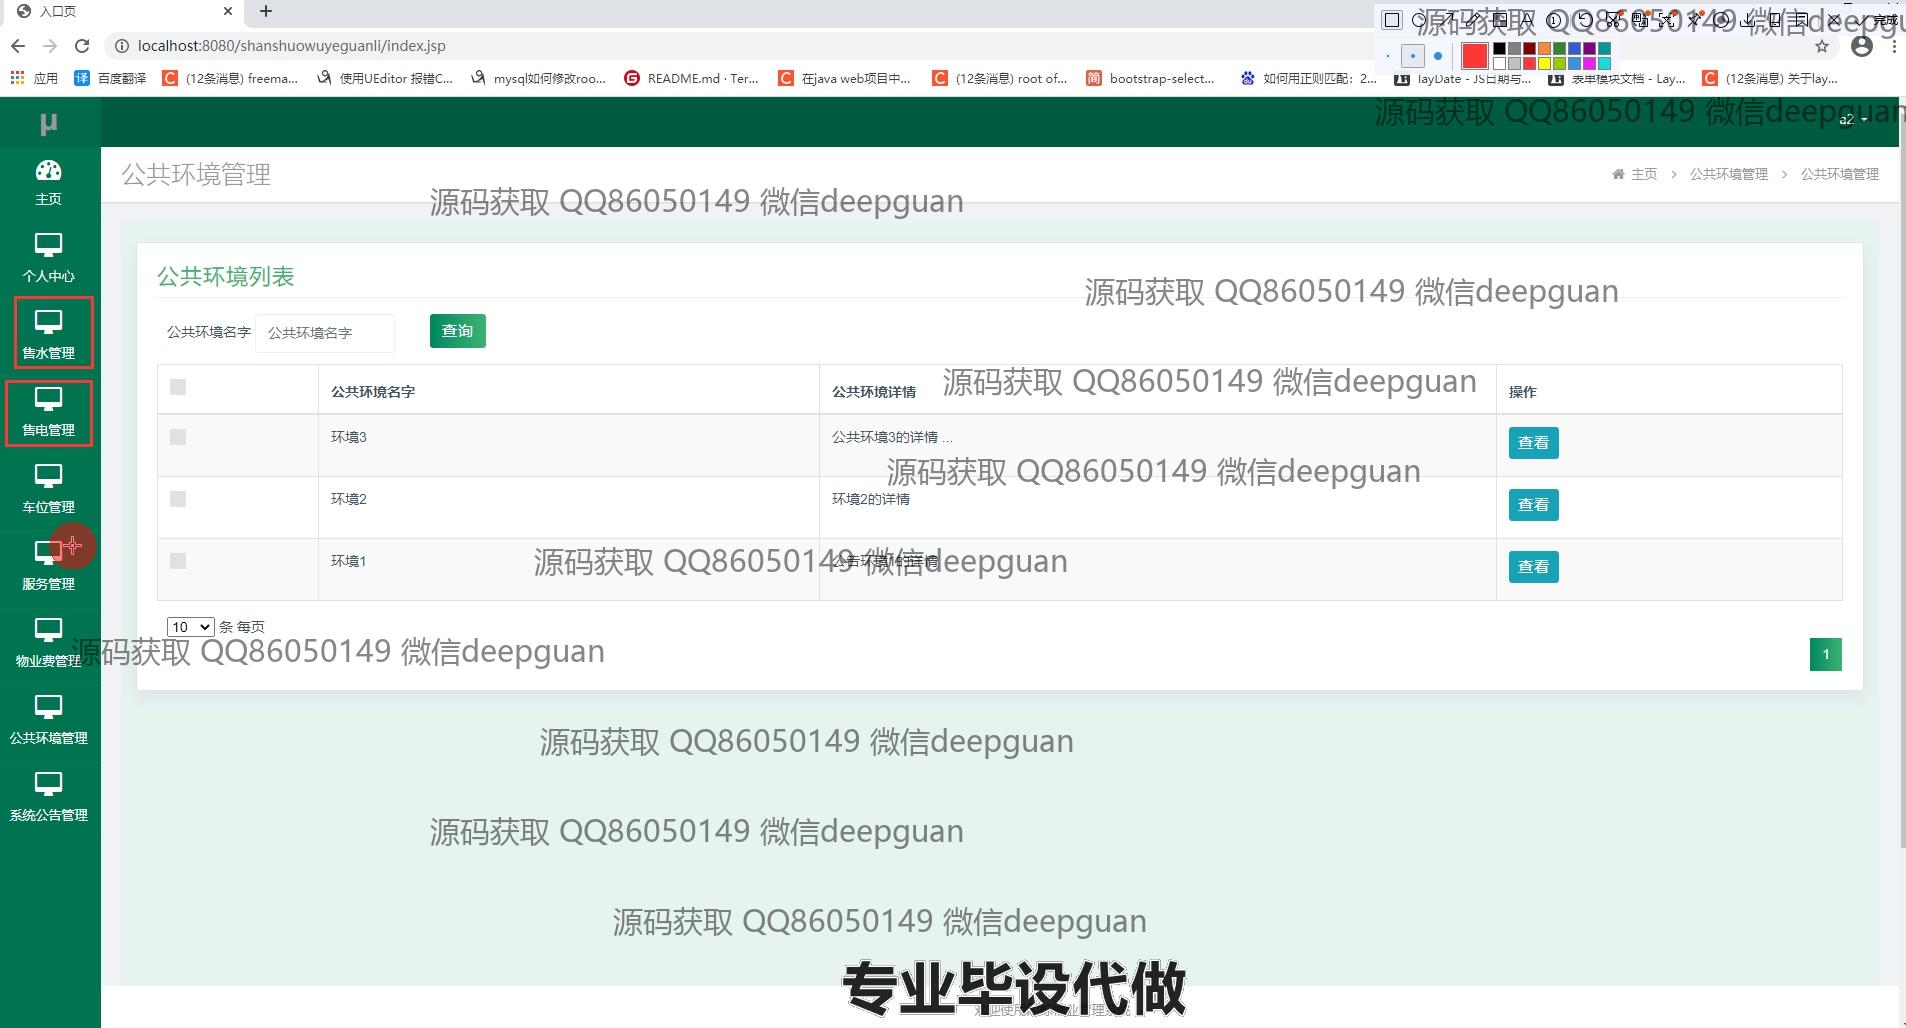 入口页
localhost:8080/shanshuowuyeguanli/index.jsp
源码获取 QQ86050149 微信deepgu
完成
应用
百度翻译
(12条消息) freema...
使用UEditor 报错C...
mysql如何修改roo...
README.md · Ter...
在java web项目中...
(12条消息) root of...
bootstrap-select...
如何用正则匹配：2...
layDate - JS日期与...
表单模块文档 - Lay...
(12条消息) 关于lay...
μ
源码获取 QQ86050149 微信deepguan
a2
主页
公共环境管理
主页 > 公共环境管理 > 公共环境管理
源码获取 QQ86050149 微信deepguan
个人中心
公共环境列表
源码获取 QQ86050149 微信deepguan
公共环境名字
公共环境名字
查询
售水管理
公共环境名字
公共环境详情
操作
源码获取 QQ86050149 微信deepguan
售电管理
环境3
公共环境3的详情 ...
查看
源码获取 QQ86050149 微信deepguan
车位管理
环境2
环境2的详情
查看
环境1
查看
源码获取 QQ86050149 微信deepguan
服务管理
10 条 每页
物业费管理
源码获取 QQ86050149 微信deepguan
1
公共环境管理
源码获取 QQ86050149 微信deepguan
系统公告管理
源码获取 QQ86050149 微信deepguan
源码获取 QQ86050149 微信deepguan
专业毕设代做